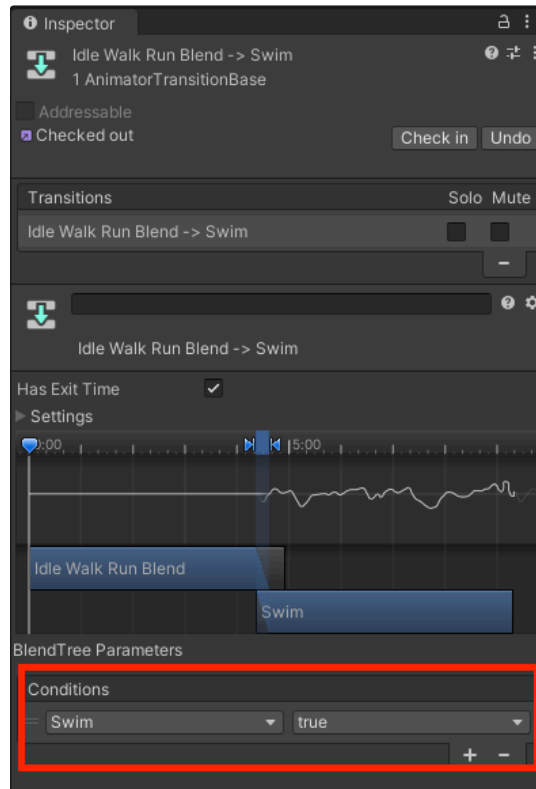 Inspector
Idle Walk Run Blend -> Swim
1 AnimatorTransitionBase
Addressable
Checked out
Check in Undo
Transitions Solo Mute
Idle Walk Run Blend -> Swim
Idle Walk Run Blend -> Swim
Has Exit Time
Settings
0:00 5:00
Idle Walk Run Blend
Swim
BlendTree Parameters
Conditions
Swim true